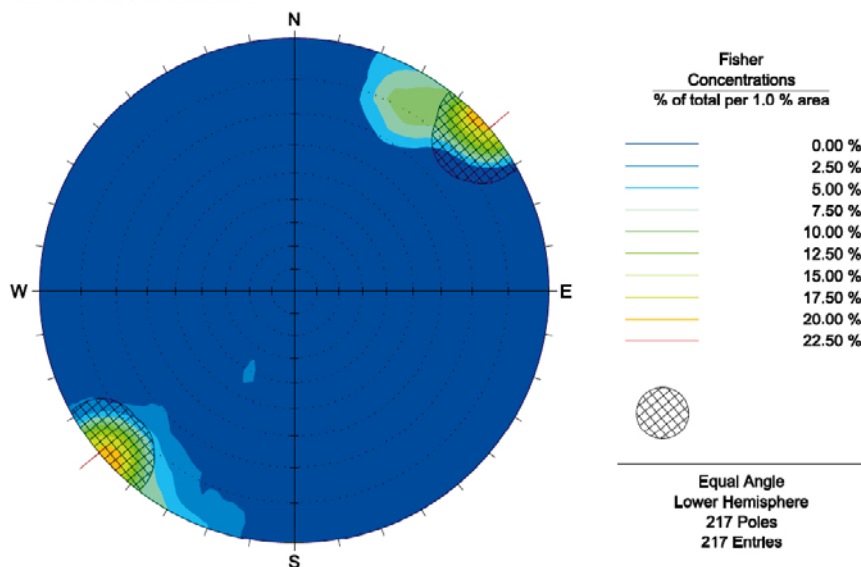 N
W
E
S
Fisher
Concentrations
% of total per 1.0 % area
0.00 %
2.50 %
5.00 %
7.50 %
10.00 %
12.50 %
15.00 %
17.50 %
20.00 %
22.50 %
Equal Angle
Lower Hemisphere
217 Poles
217 Entries